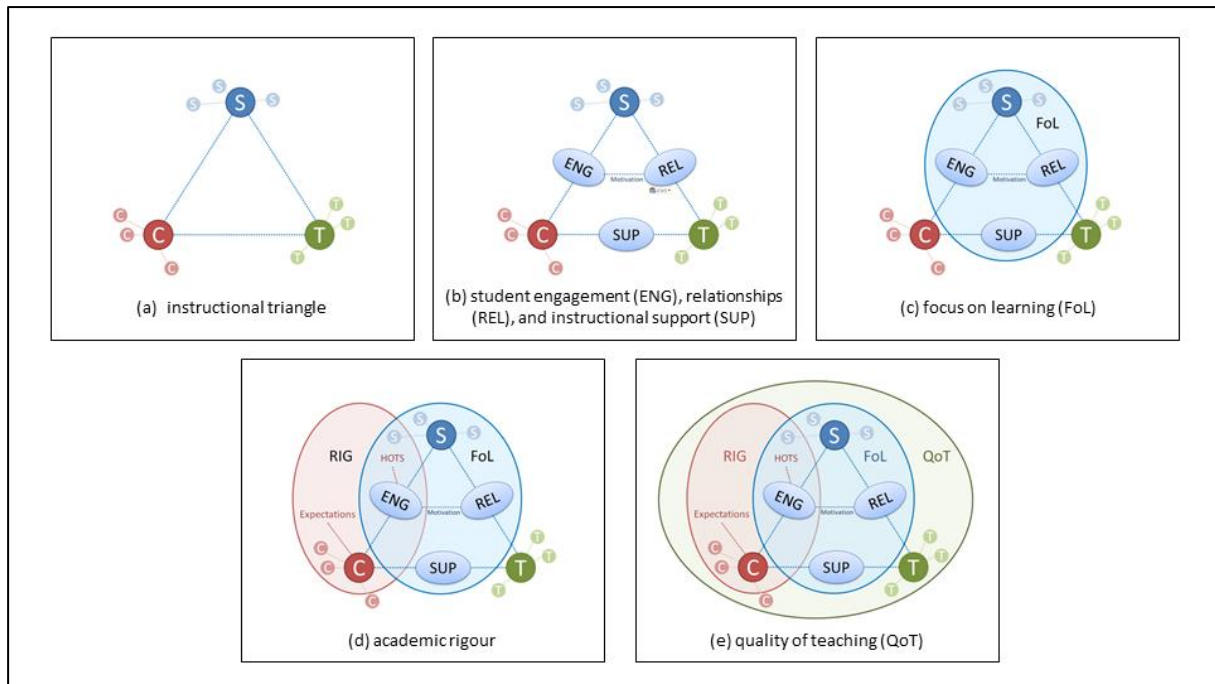 S
S
S
S
C
C
C
C
T
T
T
T
(a) instructional triangle
S
S
S
S
ENG
REL
Motivation
C
C
C
C
SUP
T
T
T
T
(b) student engagement (ENG), relationships
(REL), and instructional support (SUP)
S
S
S
S
FoL
ENG
REL
Motivation
C
C
C
C
SUP
T
T
T
T
(c) focus on learning (FoL)
S
S
S
S
RIG
HOTS
FoL
ENG
REL
Motivation
Expectations
C
C
C
C
SUP
T
T
T
T
(d) academic rigour
S
S
S
S
RIG
HOTS
FoL
QoT
ENG
REL
Motivation
Expectations
C
C
C
C
SUP
T
T
T
T
(e) quality of teaching (QoT)